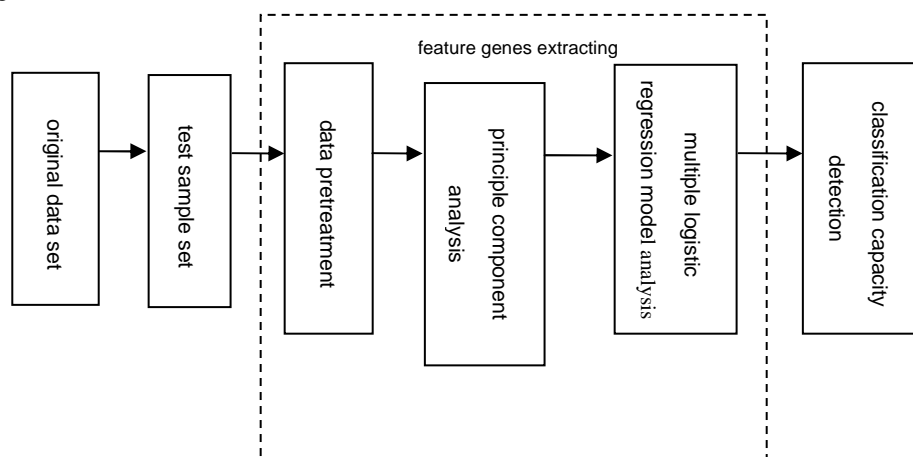 feature genes extracting
original data set
test sample set
data pretreatment
principle component
analysis
multiple logistic
regression model analysis
classification capacity
detection